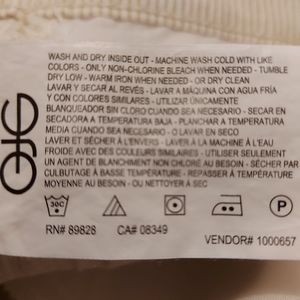 WASH AND DRY INSIDE OUT - MACHINE WASH COLD WITH LIKE
COLORS - ONLY NON-CHLORINE BLEACH WHEN NEEDED - TUMBLE
DRY LOW - WARM IRON WHEN NEEDED - OR DRY CLEAN
LAVAR Y SECAR AL REVÉS - LAVAR A MÁQUINA CON AGUA FRÍA
Y CON COLORES SIMILARES - UTILIZAR ÚNICAMENTE
BLANQUEADOR SIN CLORO CUANDO SEA NECESARIO - SECAR EN
SECADORA A TEMPERATURA BAJA - PLANCHAR A TEMPERATURA
MEDIA CUANDO SEA NECESARIO - O LAVAR EN SECO
LAVER ET SÉCHER À L'ENVERS - LAVER À LA MACHINE À L'EAU
FROIDE AVEC DES COULEURS SIMILAIRES - UTILISER SEULEMENT
UN AGENT DE BLANCHIMENT NON CHLORÉ AU BESOIN - SÉCHER PAR
CULBUTAGE À BASSE TEMPÉRATURE - REPASSER À TEMPÉRATURE
MOYENNE AU BESOIN - OU NETTOYER À SEC
30C P
RN# 89828 CA# 08349
VENDOR# 1000657